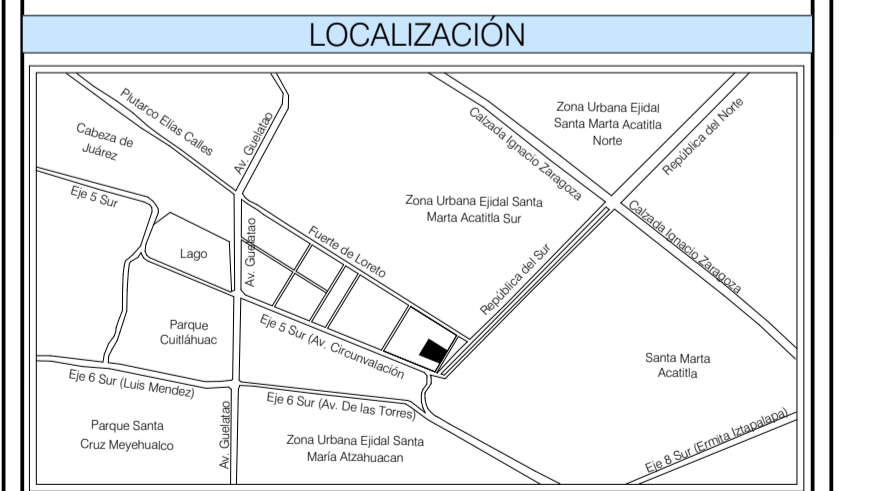 LOCALIZACIÓN
Plutarco Elías Calles
Av. Guelatao
Cabeza de
Juárez
Calzada Ignacio Zaragoza
Zona Urbana Ejidal
Santa Marta Acatitla
Norte
República del Norte
Eje 5 Sur
Zona Urbana Ejidal Santa
Marta Acatitla Sur
Calzada Ignacio Zaragoza
Lago
Av. Guelatao
Fuerte de Loreto
República del Sur
Parque
Cuitláhuac
Eje 5 Sur (Av. Circunvalación
Santa Marta
Acatitla
Eje 6 Sur (Luis Mendez)
Eje 6 Sur (Av. De las Torres)
Parque Santa
Cruz Meyehualco
Av. Guelatao
Zona Urbana Ejidal Santa
María Atzahuacan
Eje 8 Sur (Ermita Iztapalapa)